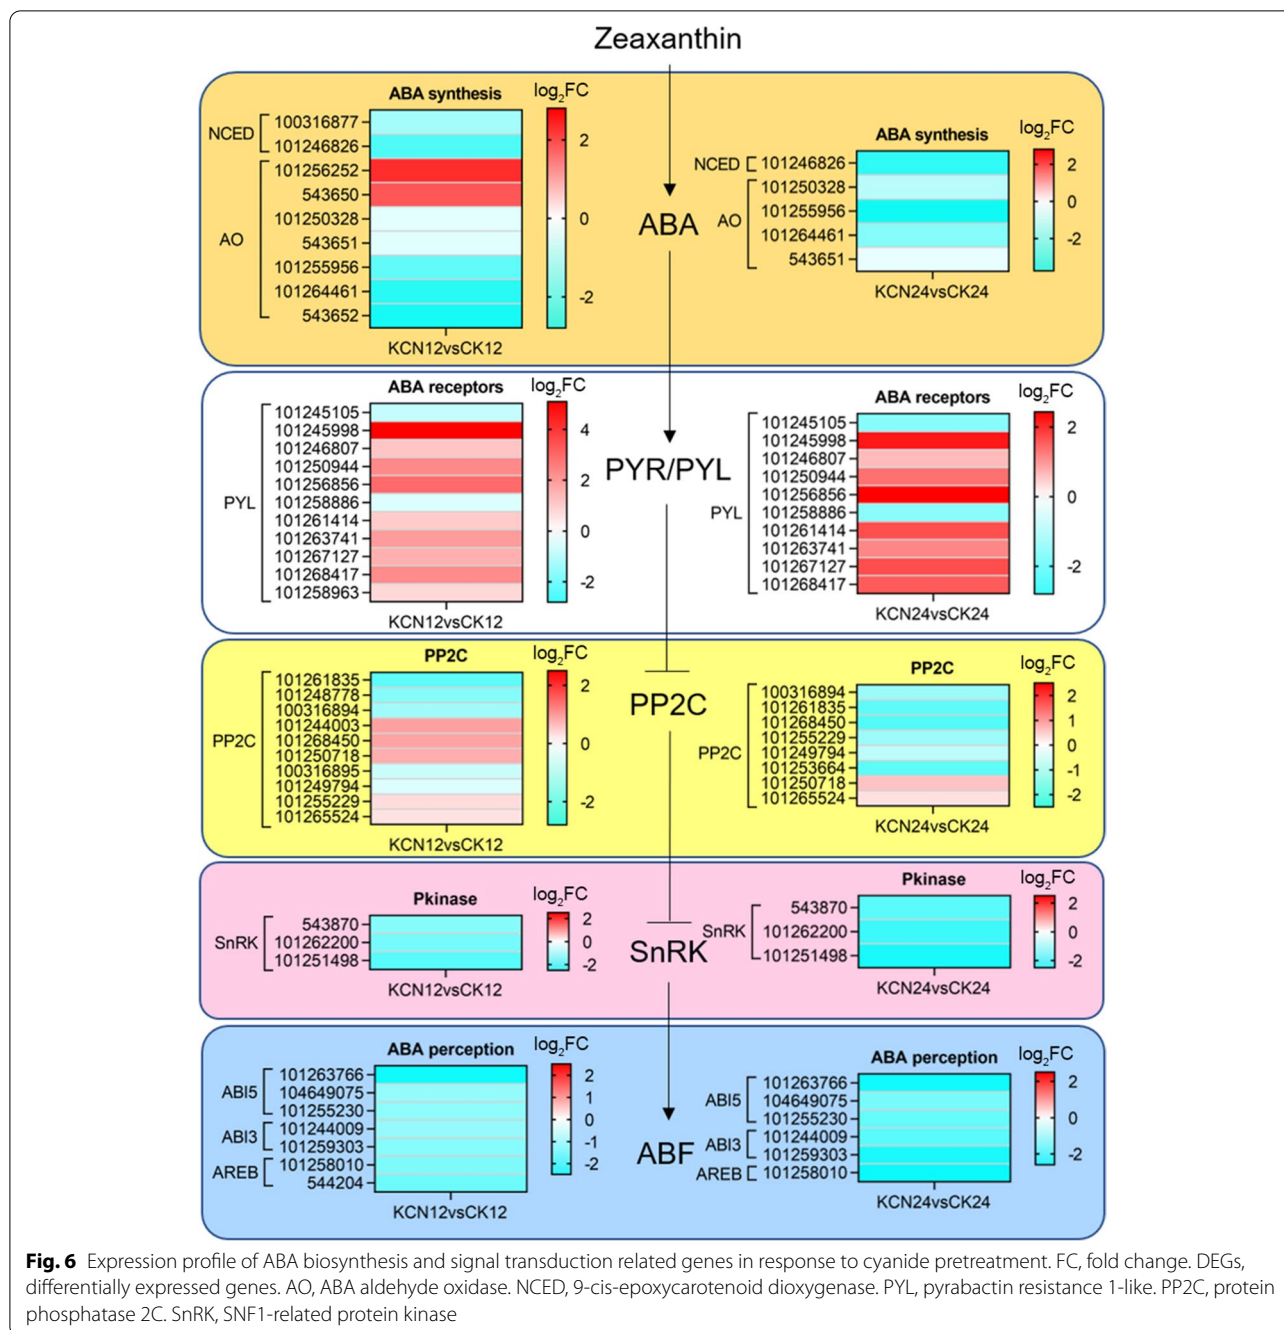 Zeaxanthin
ABA synthesis
log2FC
NCED
100316877
101246826
AO
101256252
543650
101250328
543651
101255956
101264461
543652
2
0
-2
KCN12vsCK12
ABA synthesis
log2FC
NCED
101246826
AO
101250328
101255956
101264461
543651
2
0
-2
KCN24vsCK24
ABA
ABA receptors
log2FC
PYL
101245105
101245998
101246807
101250944
101256856
101258886
101261414
101263741
101267127
101268417
101258963
4
2
0
-2
KCN12vsCK12
ABA receptors
log2FC
PYL
101245105
101245998
101246807
101250944
101256856
101258886
101261414
101263741
101267127
101268417
2
0
-2
KCN24vsCK24
PYR/PYL
PP2C
log2FC
PP2C
101261835
101248778
100316894
101244003
101268450
101250718
100316895
101249794
101255229
101265524
2
0
-2
KCN12vsCK12
PP2C
log2FC
PP2C
100316894
101261835
101268450
101255229
101249794
101253664
101250718
101265524
2
1
0
-1
-2
KCN24vsCK24
PP2C
Pkinase
log2FC
SnRK
543870
101262200
101251498
2
0
-2
KCN12vsCK12
Pkinase
log2FC
SnRK
543870
101262200
101251498
2
0
-2
KCN24vsCK24
SnRK
ABA perception
log2FC
ABI5
101263766
104649075
101255230
ABI3
101244009
101259303
AREB
101258010
544204
2
1
0
-1
-2
KCN12vsCK12
ABA perception
log2FC
ABI5
101263766
104649075
101255230
ABI3
101244009
101259303
AREB
101258010
2
0
-2
KCN24vsCK24
ABF
Fig. 6 Expression profile of ABA biosynthesis and signal transduction related genes in response to cyanide pretreatment. FC, fold change. DEGs,
differentially expressed genes. AO, ABA aldehyde oxidase. NCED, 9-cis-epoxycarotenoid dioxygenase. PYL, pyrabactin resistance 1-like. PP2C, protein
phosphatase 2C. SnRK, SNF1-related protein kinase